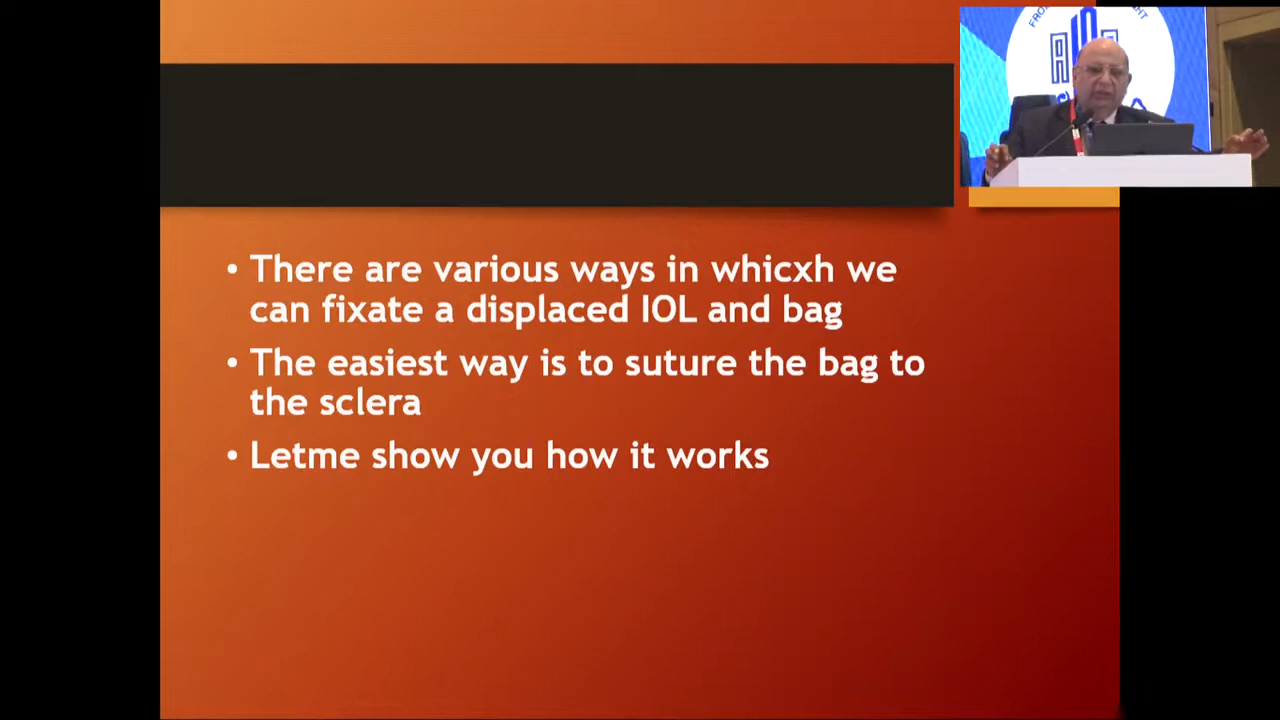 • There are various ways in whicxh we
can fixate a displaced IOL and bag
• The easiest way is to suture the bag to
the sclera
• Letme show you how it works